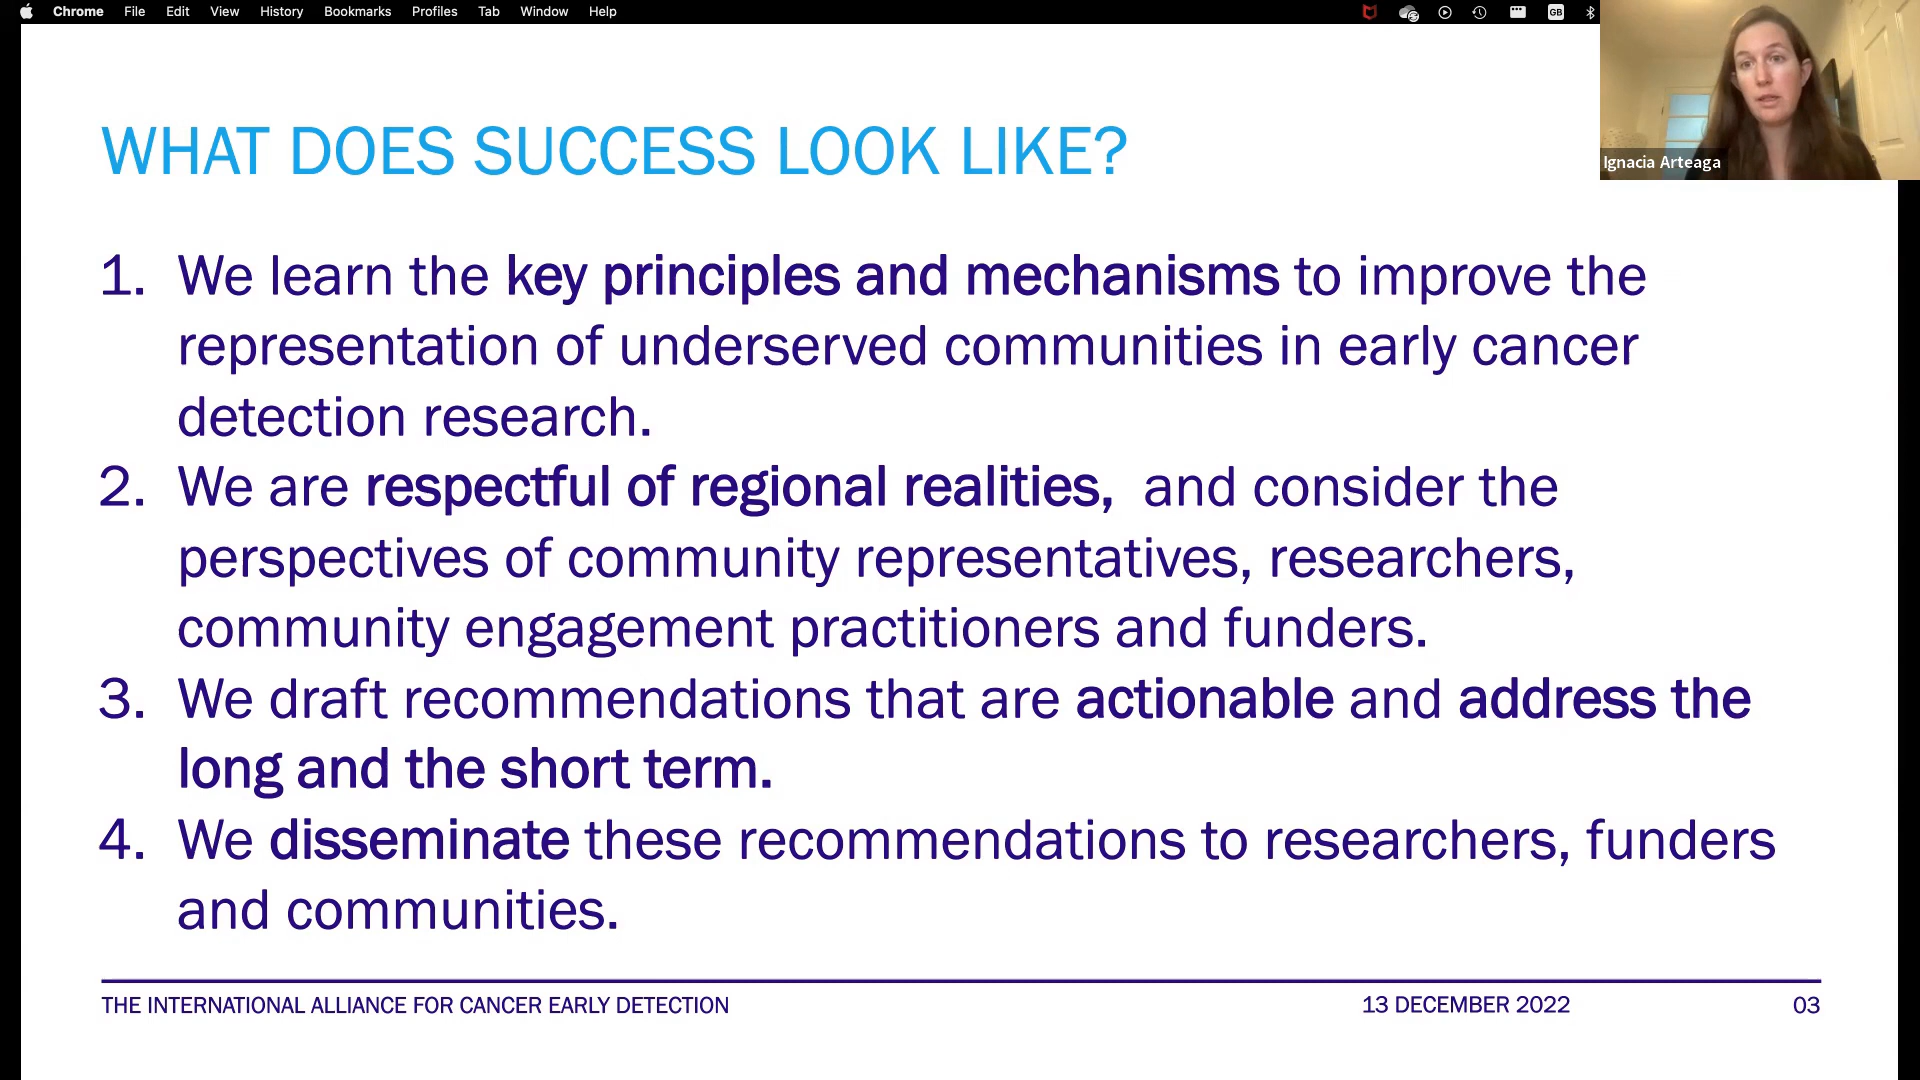 Chrome File Edit View History Bookmarks Profiles Tab Window Help GB
Ignacia Arteaga
WHAT DOES SUCCESS LOOK LIKE?
1. We learn the key principles and mechanisms to improve the
representation of underserved communities in early cancer
detection research.
2. We are respectful of regional realities, and consider the
perspectives of community representatives, researchers,
community engagement practitioners and funders.
3. We draft recommendations that are actionable and address the
long and the short term.
4. We disseminate these recommendations to researchers, funders
and communities.
THE INTERNATIONAL ALLIANCE FOR CANCER EARLY DETECTION 13 DECEMBER 2022 03